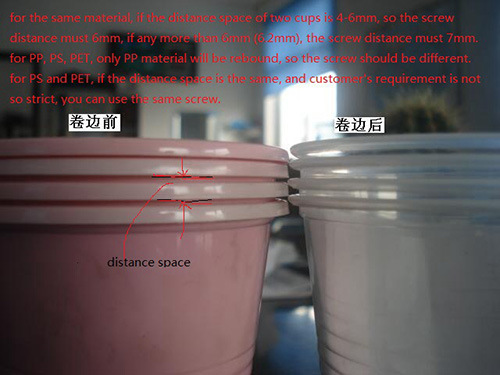 for the same material, if the distance space of two cups is 4-6mm, so the screw
distance must 6mm, if any more than 6mm (6.2mm), the screw distance must 7mm.
for PP, PS, PET, only PP material will be rebound, so the screw should be different.
for PS and PET, if the distance space is the same, and customer's requirement is not
so strict, you can use the same screw.
卷边前
卷边后
distance space